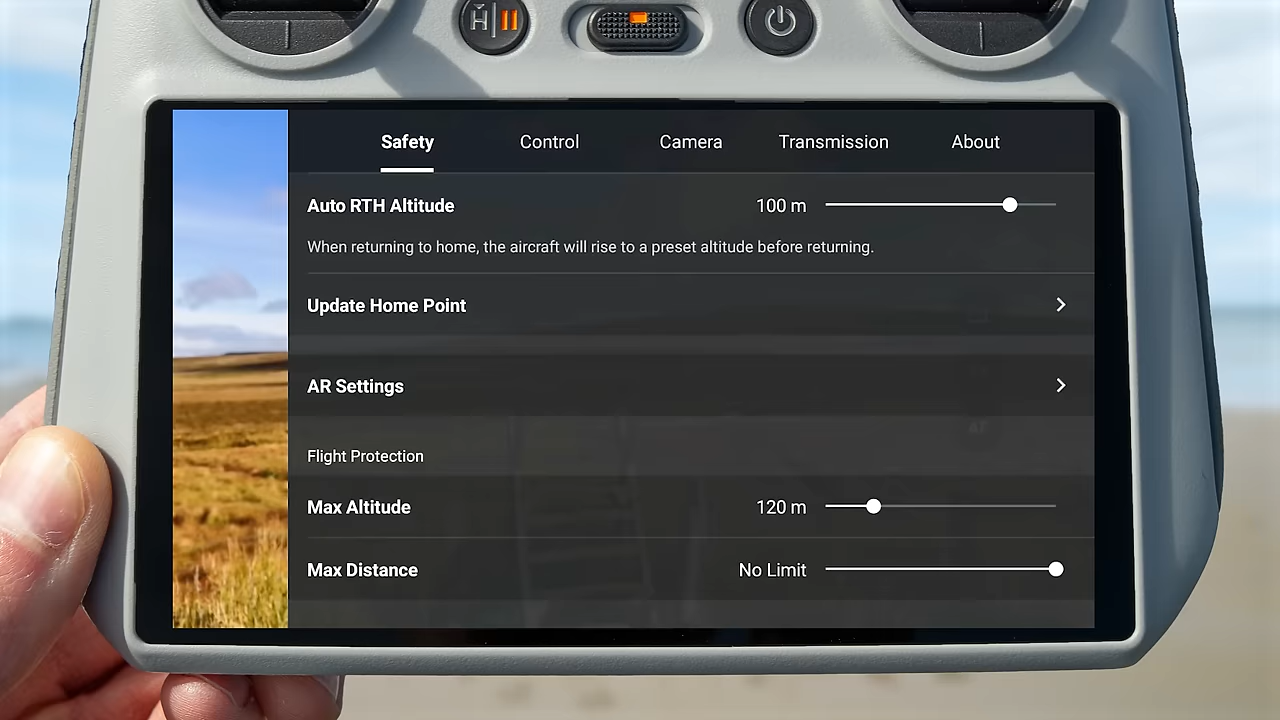 H
Safety Control Camera Transmission About
Auto RTH Altitude 100 m
When returning to home, the aircraft will rise to a preset altitude before returning.
Update Home Point
AR Settings
Flight Protection
Max Altitude 120 m
Max Distance No Limit